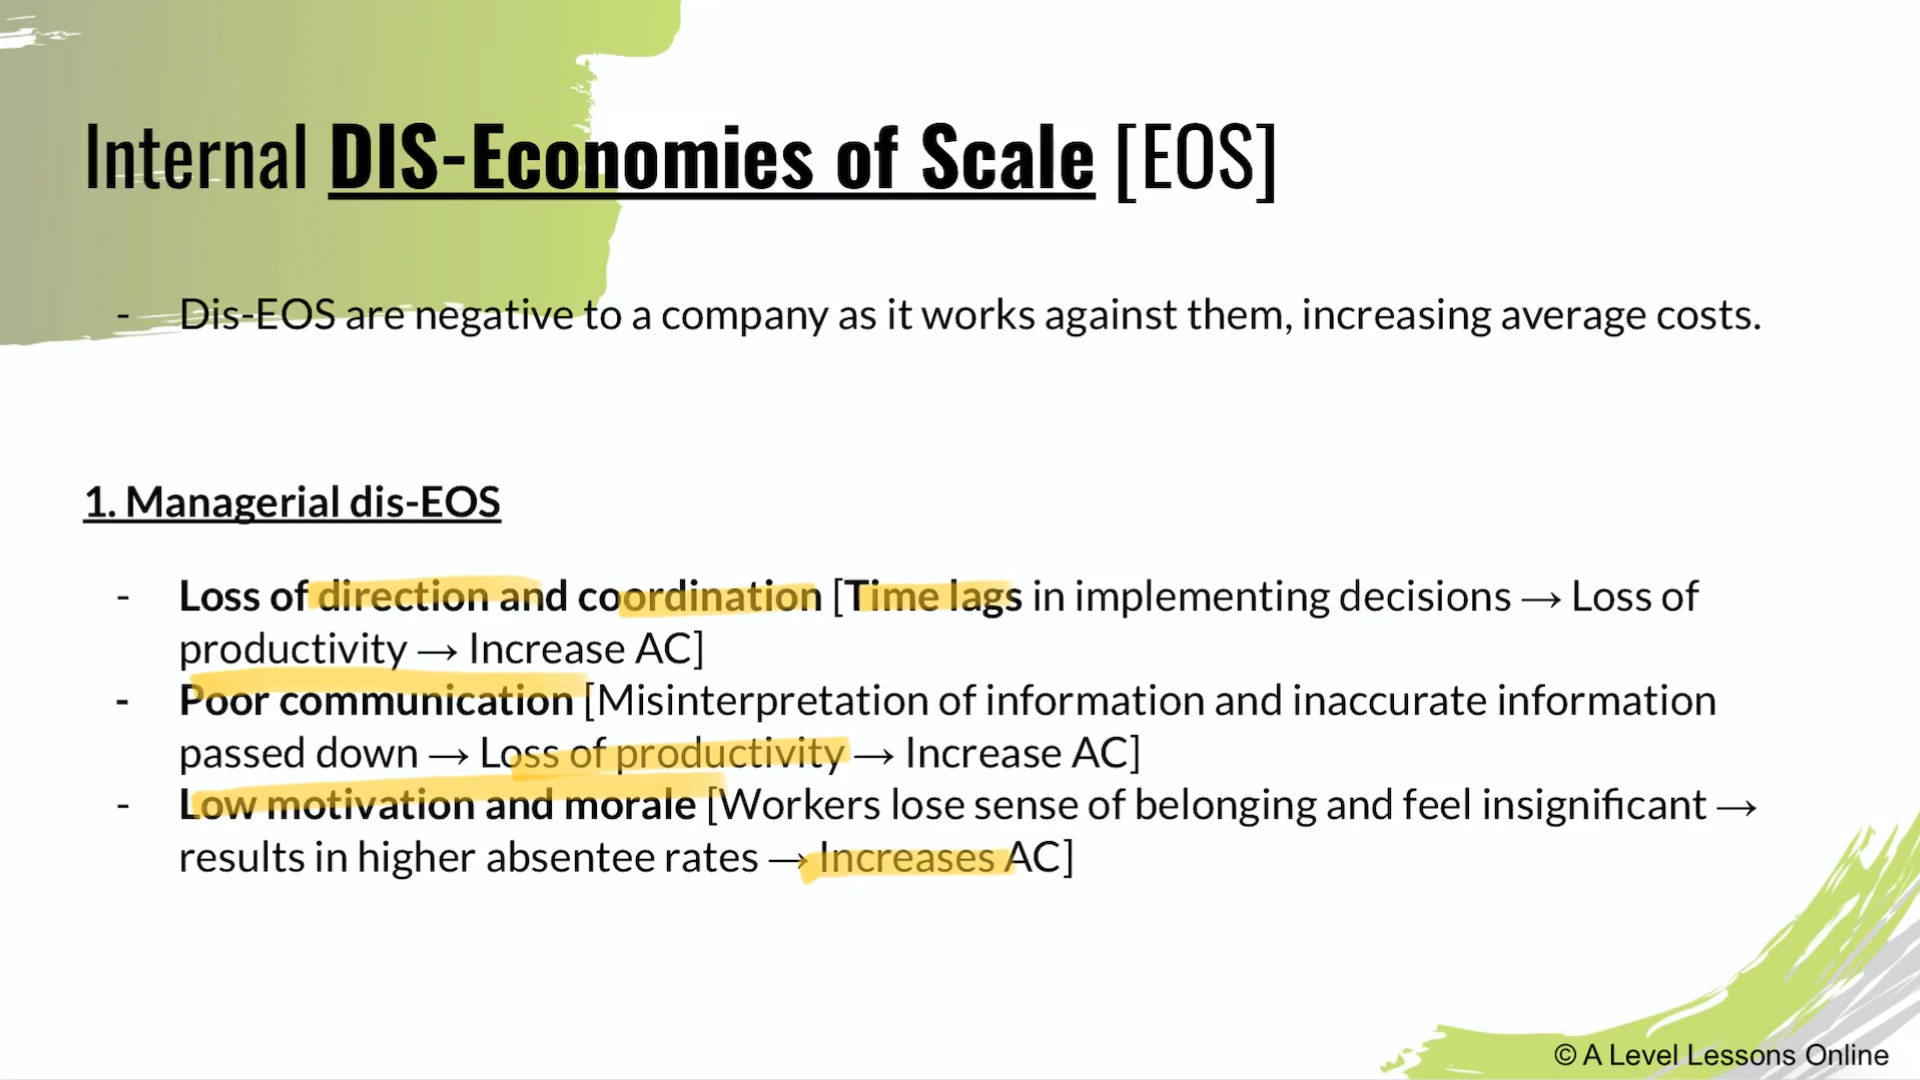 Internal DIS-Economies of Scale [EOS]
- Dis-EOS are negative to a company as it works against them, increasing average costs.
1. Managerial dis-EOS
- Loss of direction and coordination [Time lags in implementing decisions → Loss of
productivity → Increase AC]
- Poor communication [Misinterpretation of information and inaccurate information
passed down → Loss of productivity → Increase AC]
- Low motivation and morale [Workers lose sense of belonging and feel insignificant →
results in higher absentee rates → Increases AC]
© A Level Lessons Online